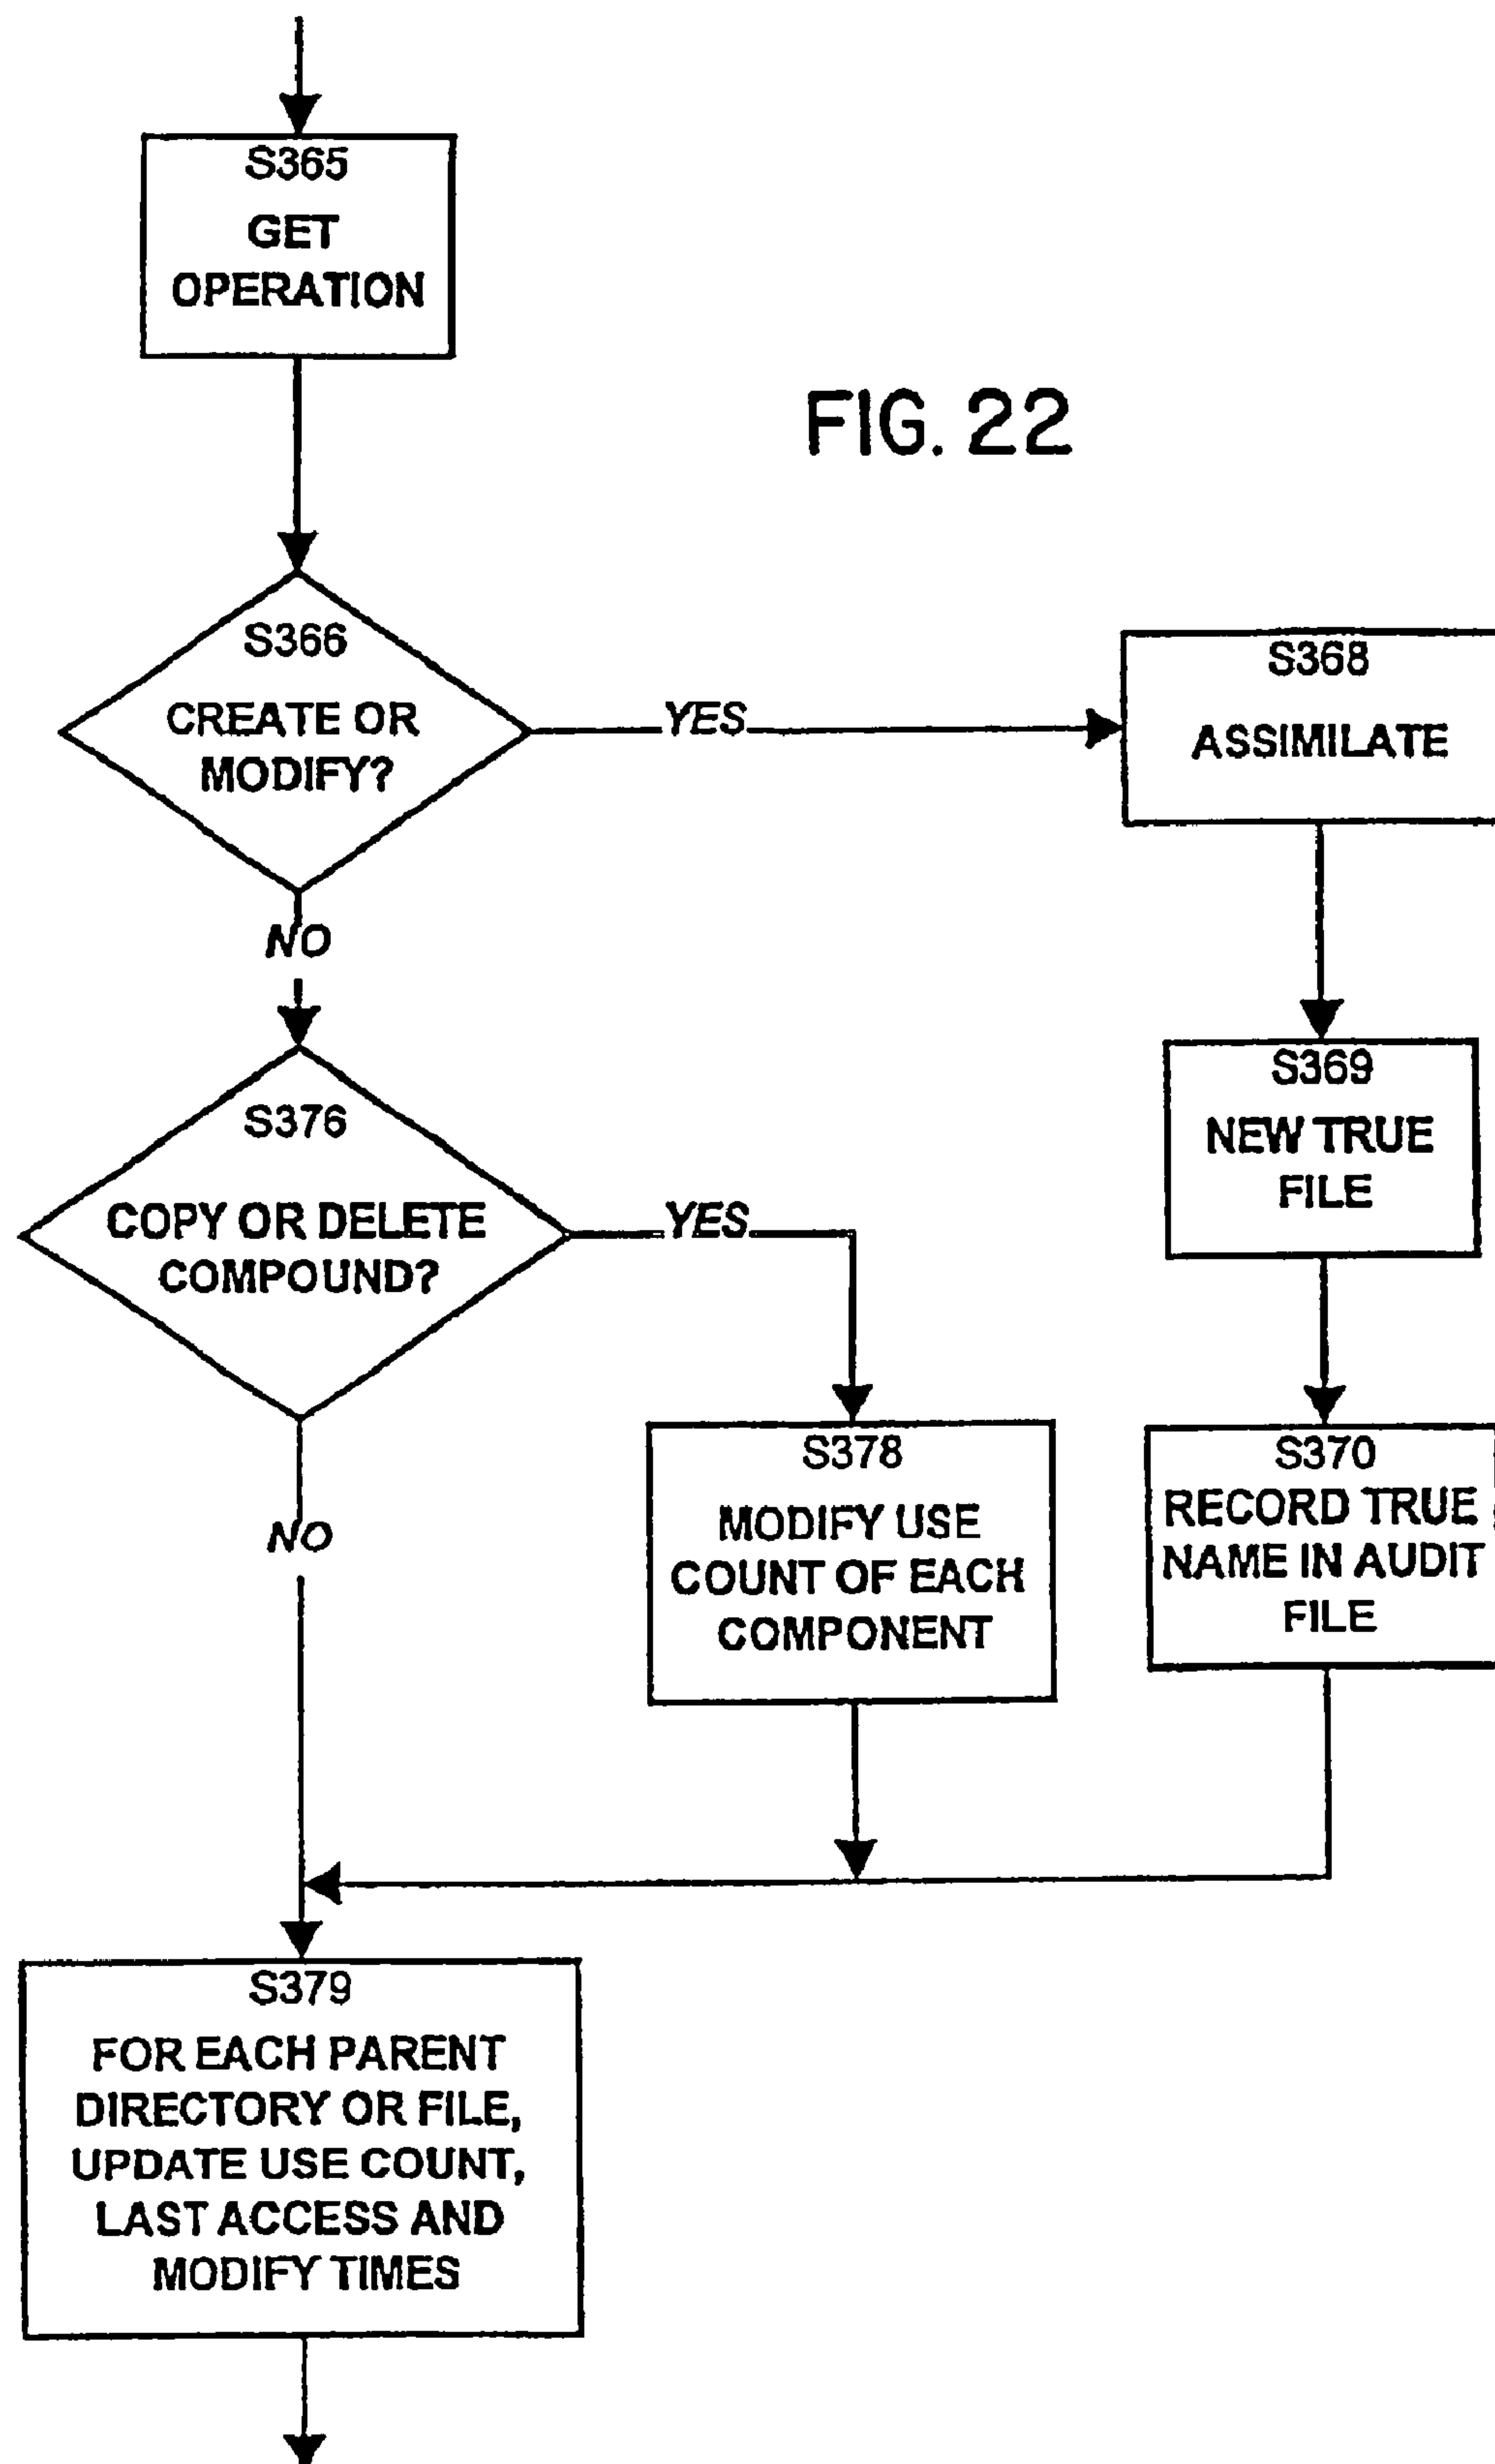 S365
GET
OPERATION
FIG. 22
S366
CREATE OR
MODIFY?
YES
S368
ASSIMILATE
NO
S369
NEW TRUE
FILE
S376
COPY OR DELETE
COMPOUND?
YES
S378
MODIFY USE
COUNT OF EACH
COMPONENT
S370
RECORD TRUE
NAME IN AUDIT
FILE
NO
S379
FOR EACH PARENT
DIRECTORY OR FILE,
UPDATE USE COUNT,
LAST ACCESS AND
MODIFY TIMES